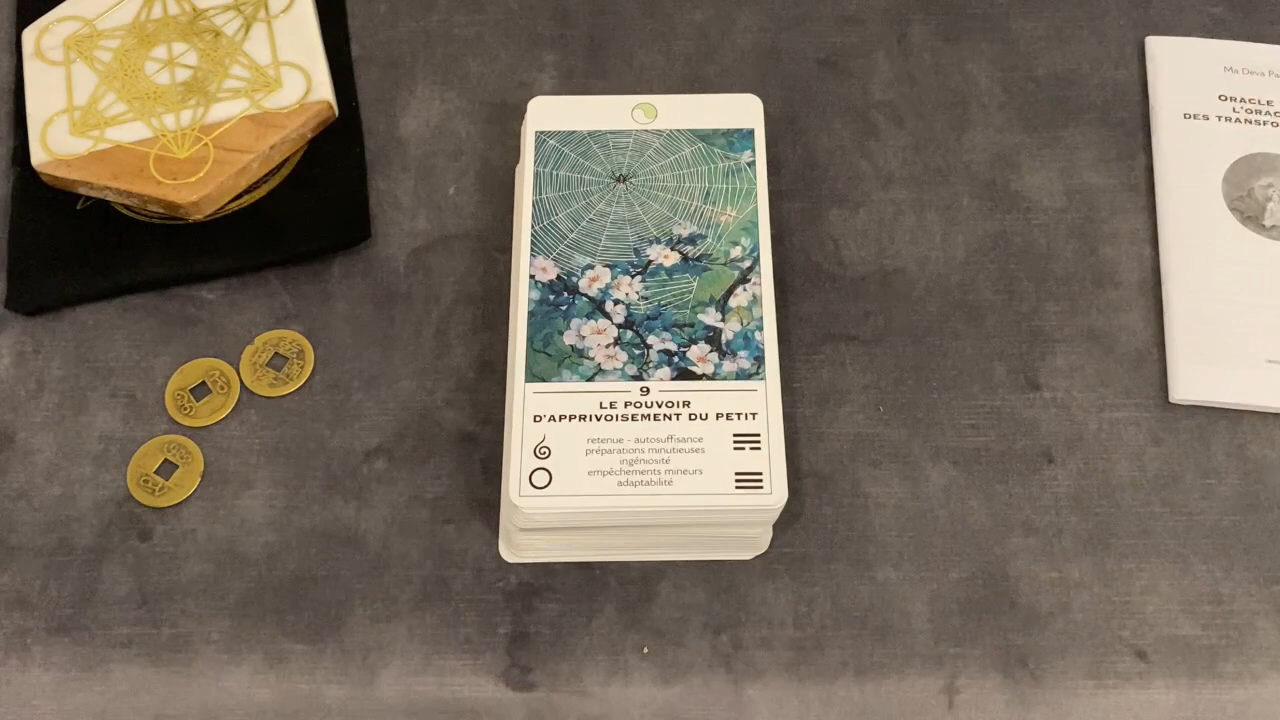 9
LE POUVOIR
D'APPRIVOISEMENT DU PETIT
retenue - autosuffisance
préparations minutieuses
ingéniosité
empêchements mineurs
adaptabilité
Ma Deva Pa
ORACLE
L'ORAC
DES TRANSFO